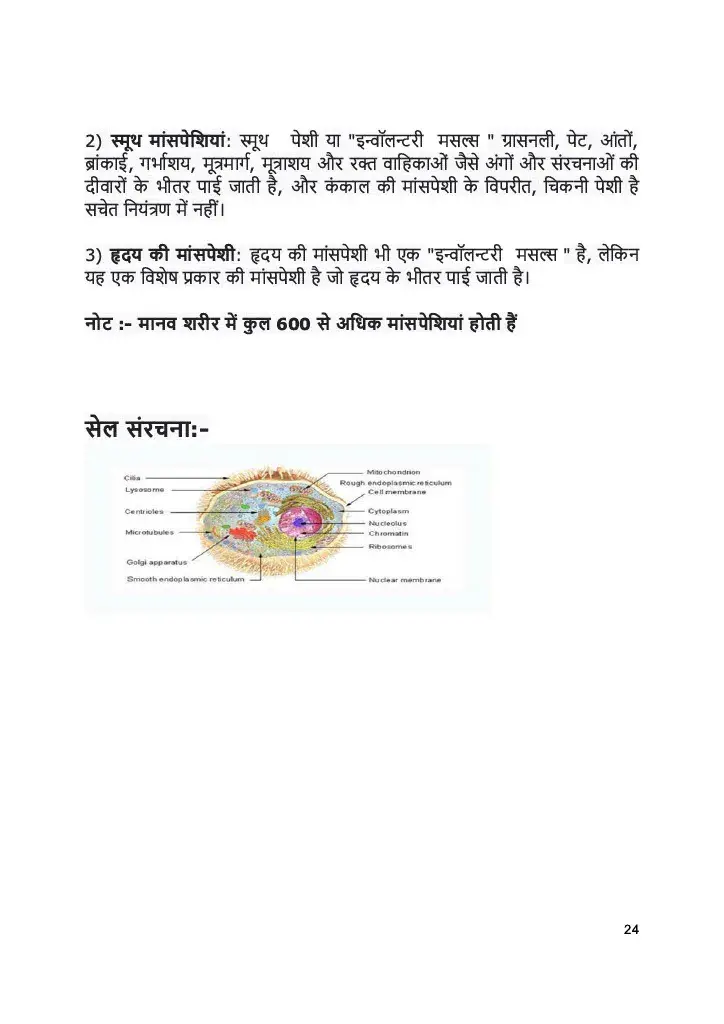 2) स्मूथ मांसपेशियां: स्मूथ पेशी या "इन्वॉलन्टरी मसल्स " ग्रासनली, पेट, आंतों,
ब्रांकाई, गर्भाशय, मूत्रमार्ग, मूत्राशय और रक्त वाहिकाओं जैसे अंगों और संरचनाओं की
दीवारों के भीतर पाई जाती है, और कंकाल की मांसपेशी के विपरीत, चिकनी पेशी है
सचेत नियंत्रण में नहीं।
3) हृदय की मांसपेशी: हृदय की मांसपेशी भी एक "इन्वॉलन्टरी मसल्स " है, लेकिन
यह एक विशेष प्रकार की मांसपेशी है जो हृदय के भीतर पाई जाती है।
नोट :- मानव शरीर में कुल 600 से अधिक मांसपेशियां होती हैं
सेल संरचना:-
Cilia
Lysosome
Centrioles
Microtubules
Golgi apparatus
Smooth endoplasmic reticulum
Mitochondrion
Rough endoplasmic reticulum
Cell membrane
Cytoplasm
Nucleolus
Chromatin
Ribosomes
Nuclear membrane
24